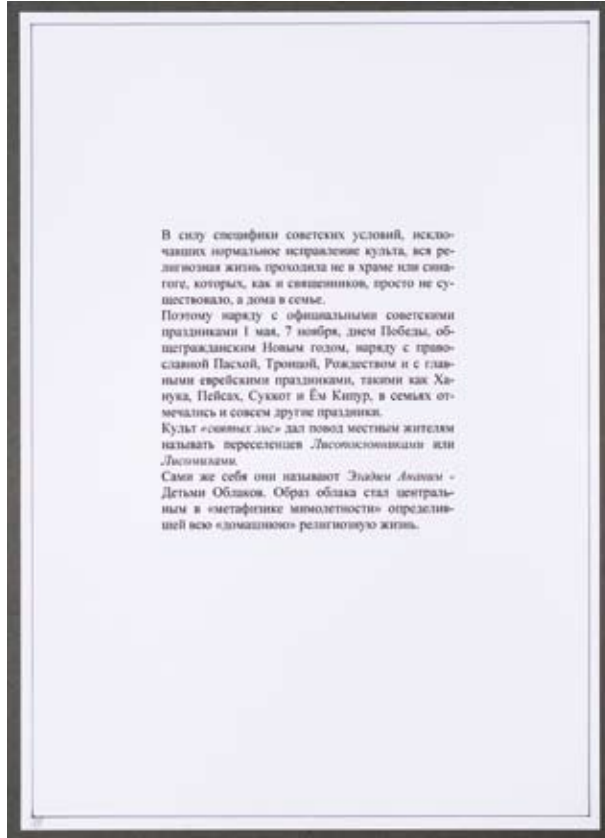 В силу специфики советских условий, исклю-
чавших нормальное исправление культа, вся ре-
лигиозная жизнь проходила не в храме или сина-
гоге, которых, как и священников, просто не су-
ществовало, а дома в семье.
Поэтому наряду с официальными советскими
праздниками 1 мая, 7 ноября, днем Победы, об-
щегражданским Новым годом, наряду с право-
славной Пасхой, Троицой, Рождеством и с глав-
ными еврейскими праздниками, такими как Ха-
нука, Пейсах, Суккот и Ём Кипур, в семьях от-
мечались и совсем другие праздники.
Культ «святых лис» дал повод местным жителям
называть переселенцев Лисопоклонниками или
Лисомихами.
Сами же себя они называют Эладим Ананим -
Детьми Облаков. Образ облака стал централь-
ным в «метафизике мимолетности» определив-
шей всю «домашнюю» религиозную жизнь.